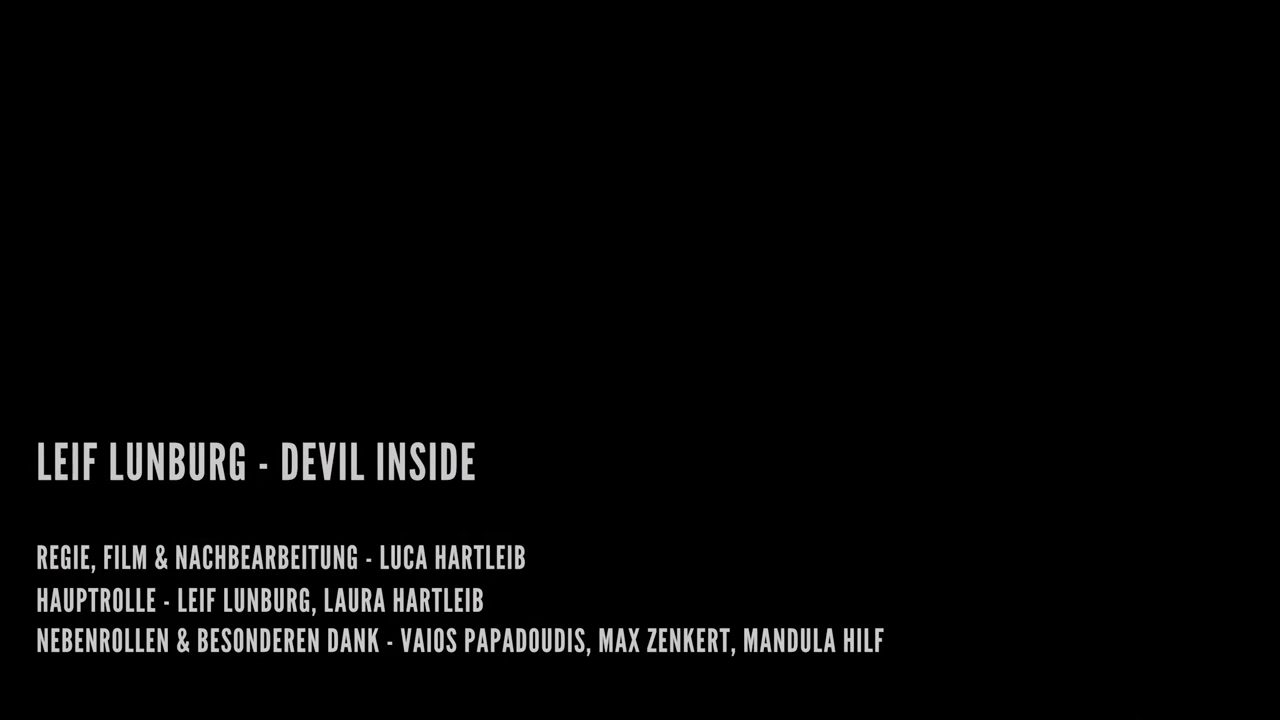 LEIF LUNBURG - DEVIL INSIDE
REGIE, FILM & NACHBEARBEITUNG - LUCA HARTLEIB
HAUPTROLLE - LEIF LUNBURG, LAURA HARTLEIB
NEBENROLLEN & BESONDEREN DANK - VAIOS PAPADOUDIS, MAX ZENKERT, MANDULA HILF